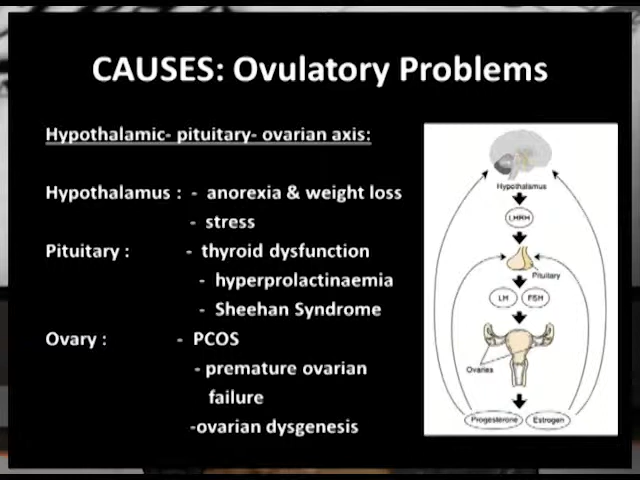 CAUSES: Ovulatory Problems
Hypothalamic- pituitary- ovarian axis:
Hypothalamus : - anorexia & weight loss
- stress
Pituitary : - thyroid dysfunction
- hyperprolactinaemia
- Sheehan Syndrome
Ovary : - PCOS
- premature ovarian
failure
-ovarian dysgenesis
Hypothalamus
LHRH
Pituitary
LH FSH
Ovaries
Progesterone Estrogen